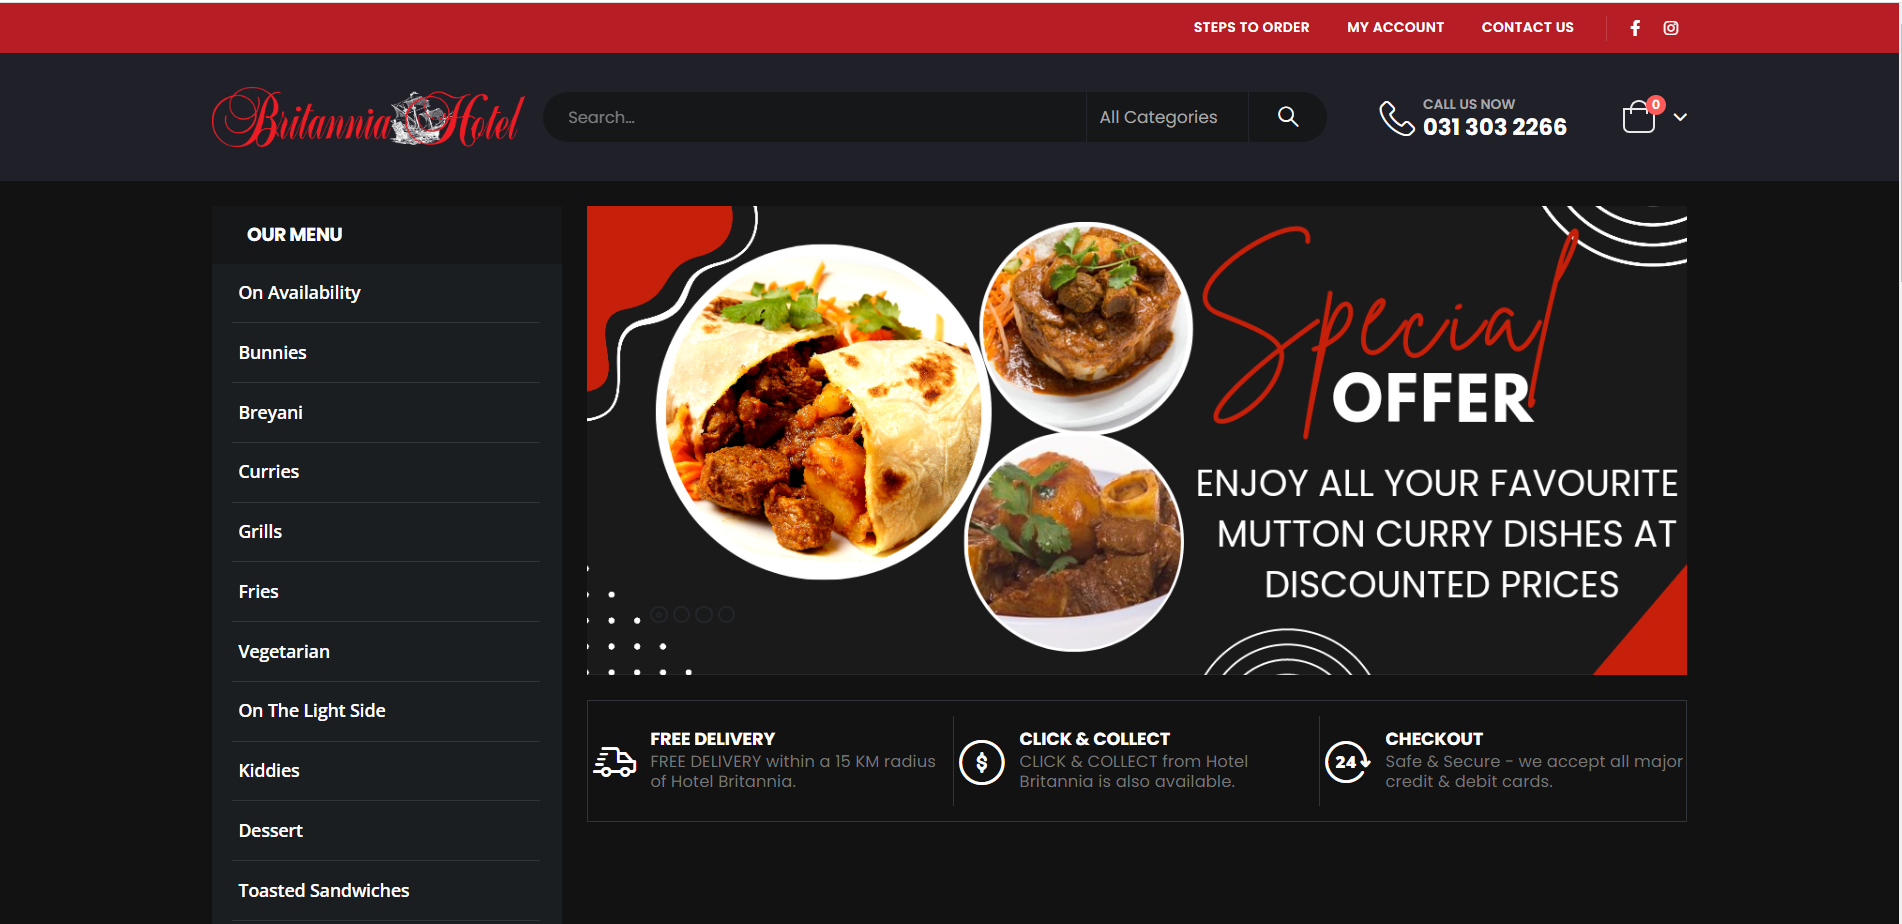 STEPS TO ORDER
MY ACCOUNT
CONTACT US
Britannia Hotel
Search...
All Categories
CALL US NOW
031 303 2266
0
OUR MENU
On Availability
Bunnies
Breyani
Curries
Grills
Fries
Vegetarian
On The Light Side
Kiddies
Dessert
Toasted Sandwiches
Special
OFFER
ENJOY ALL YOUR FAVOURITE
MUTTON CURRY DISHES AT
DISCOUNTED PRICES
FREE DELIVERY
FREE DELIVERY within a 15 KM radius
of Hotel Britannia.
$
CLICK & COLLECT
CLICK & COLLECT from Hotel
Britannia is also available.
24
CHECKOUT
Safe & Secure - we accept all major
credit & debit cards.